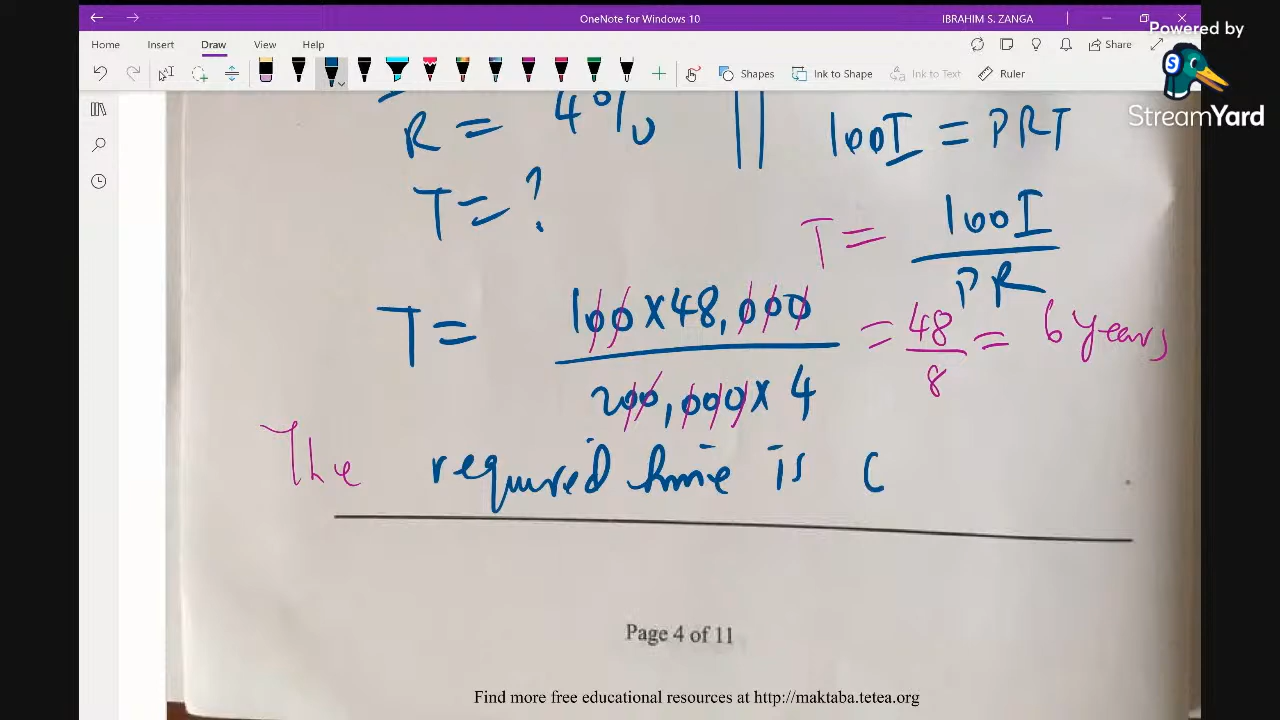 OneNote for Windows 10
IBRAHIM S. ZANGA
Powered by
StreamYard
Home Insert Draw View Help
Share
Shapes Ink to Shape Ink to Text Ruler
R = 4%
100I = PRT
T = ?
T = 100I / PR
T = 100 x 48,000 / 200,000 x 4 = 48 / 8 = 6 years
The required time is
Page 4 of 11
Find more free educational resources at http://maktaba.tetea.org